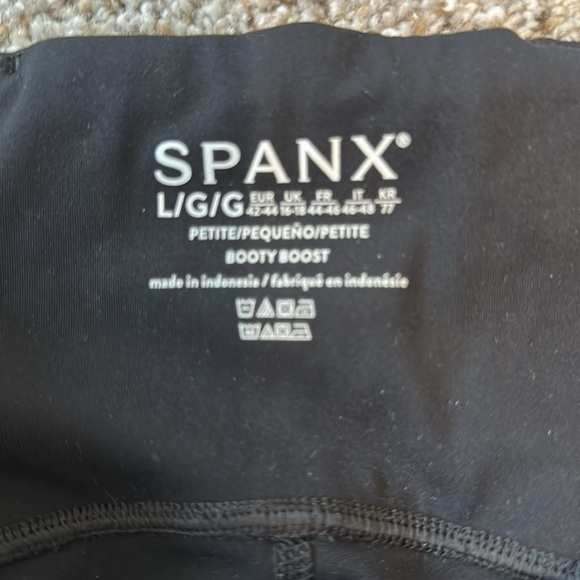 SPANX®
L/G/G EUR 42-44 UK 16-18 FR 44-46 IT 46-48 KR 77
PETITE/PEQUEÑO/PETITE
BOOTY BOOST
made in indonesia / fabriqué en indonésie